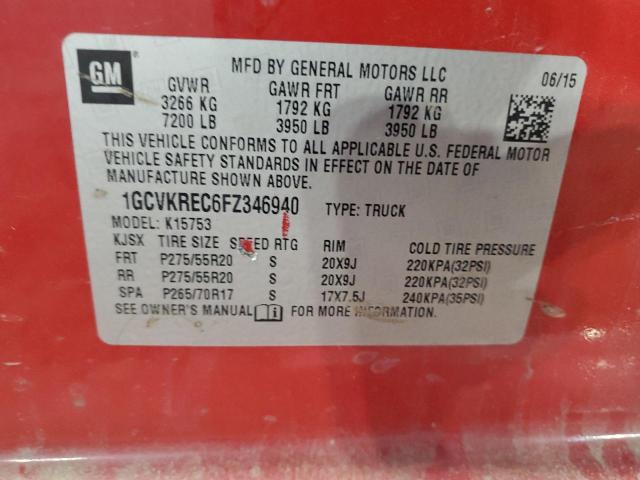 GM
MFD BY GENERAL MOTORS LLC 06/15
GVWR GAWR FRT GAWR RR
3266 KG 1792 KG 1792 KG
7200 LB 3950 LB 3950 LB
THIS VEHICLE CONFORMS TO ALL APPLICABLE U.S. FEDERAL MOTOR
VEHICLE SAFETY STANDARDS IN EFFECT ON THE DATE OF
MANUFACTURE SHOWN ABOVE.
1GCVKREC6FZ346940 TYPE: TRUCK
MODEL: K15753
KJSX TIRE SIZE SPEED RTG RIM COLD TIRE PRESSURE
FRT P275/55R20 S 20X9J 220KPA(32PSI)
RR P275/55R20 S 20X9J 220KPA(32PSI)
SPA P265/70R17 S 17X7.5J 240KPA(35PSI)
SEE OWNER'S MANUAL FOR MORE INFORMATION.